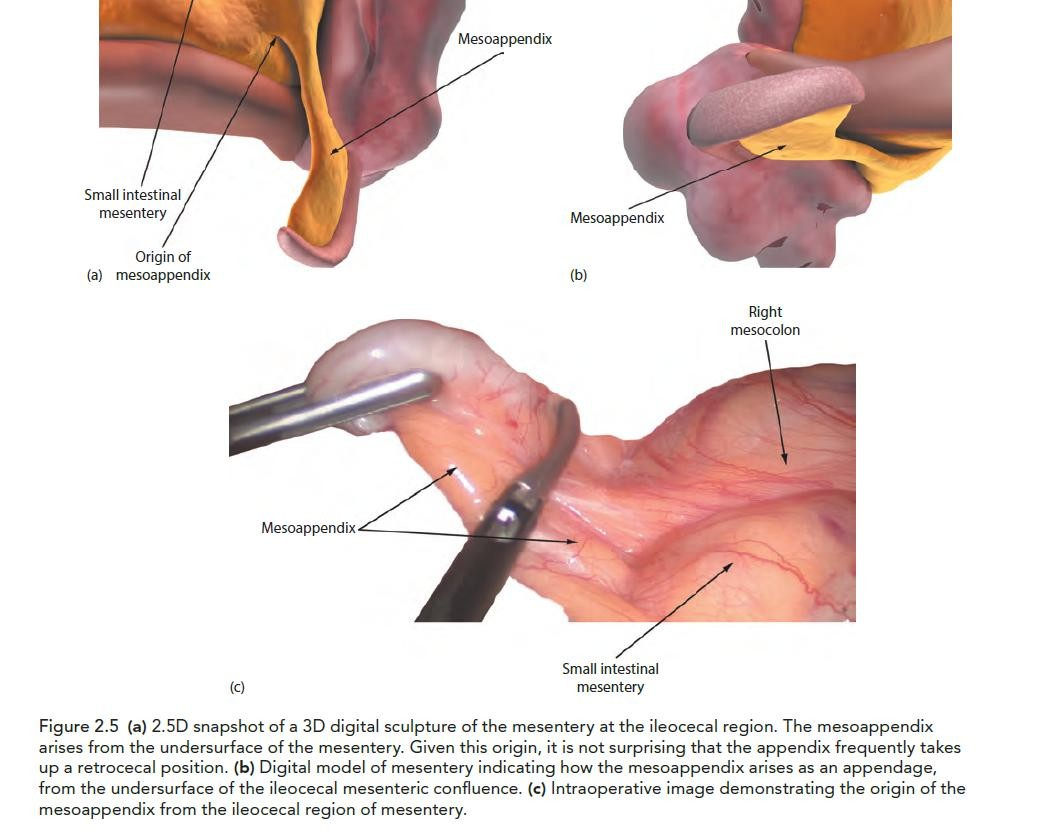 Mesoappendix
Small intestinal
mesentery
Origin of
(a) mesoappendix
Mesoappendix
(b)
Right
mesocolon
Mesoappendix
Small intestinal
mesentery
(c)
Figure 2.5 (a) 2.5D snapshot of a 3D digital sculpture of the mesentery at the ileocecal region. The mesoappendix
arises from the undersurface of the mesentery. Given this origin, it is not surprising that the appendix frequently takes
up a retrocecal position. (b) Digital model of mesentery indicating how the mesoappendix arises as an appendage,
from the undersurface of the ileocecal mesenteric confluence. (c) Intraoperative image demonstrating the origin of the
mesoappendix from the ileocecal region of mesentery.